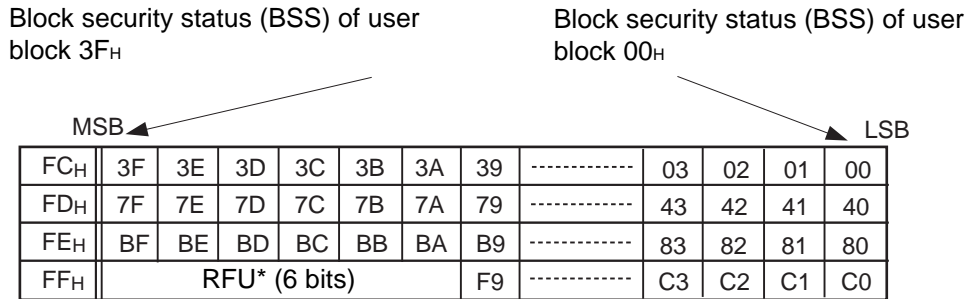 Block security status (BSS) of user
block 3FH
Block security status (BSS) of user
block 00H
MSB LSB
FCH 3F 3E 3D 3C 3B 3A 39 03 02 01 00
FDH 7F 7E 7D 7C 7B 7A 79 43 42 41 40
FEH BF BE BD BC BB BA B9 83 82 81 80
FFH RFU* (6 bits) F9 C3 C2 C1 C0